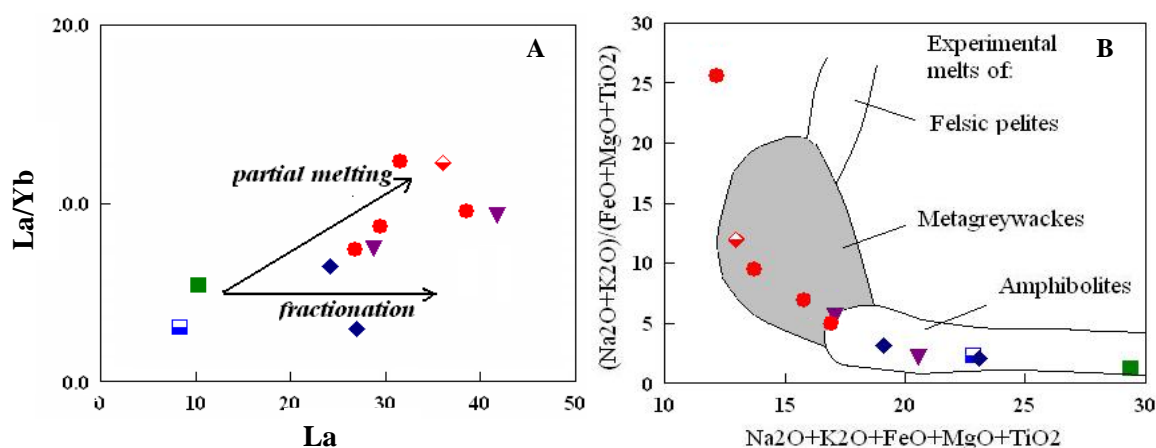 20.0
A
La/Yb
.0.0
partial melting
fractionation
0.0
0 10 20 30 40 50
La
30
B
Experimental
melts of:
25
Felsic pelites
20
15
Metagreywackes
10
Amphibolites
5
0
10 15 20 25 30
(Na2O+K2O)/(FeO+MgO+TiO2)
Na2O+K2O+FeO+MgO+TiO2